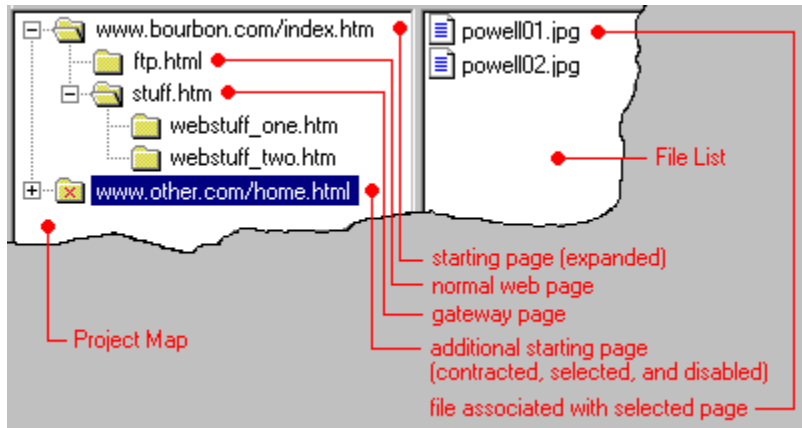 www.bourbon.com/index.htm
ftp.html
stuff.htm
webstuff_one.htm
webstuff_two.htm
www.other.com/home.html
powell01.jpg
powell02.jpg
File List
starting page (expanded)
normal web page
gateway page
Project Map
additional starting page
(contracted, selected, and disabled)
file associated with selected page